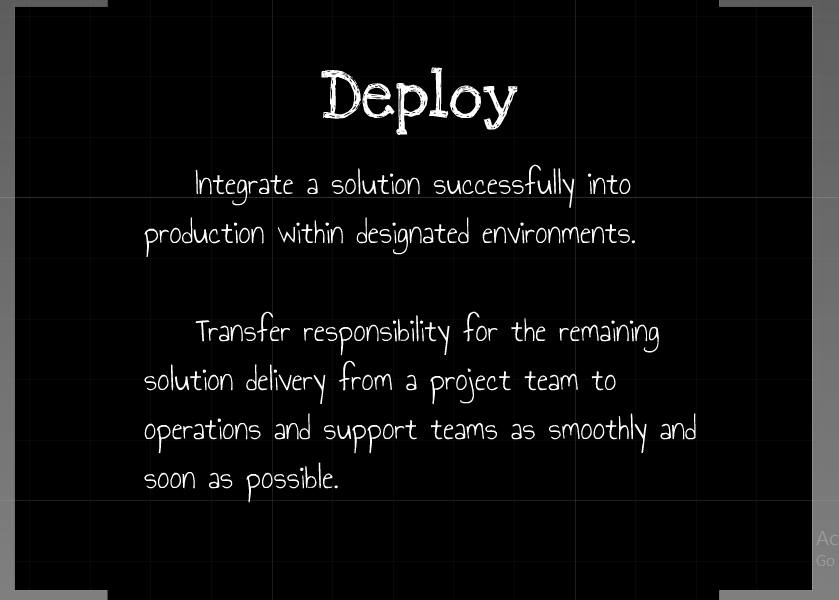 Deploy
Integrate a solution successfully into
production within designated environments.
Transfer responsibility for the remaining
solution delivery from a project team to
operations and support teams as smoothly and
soon as possible.
Ac
Go